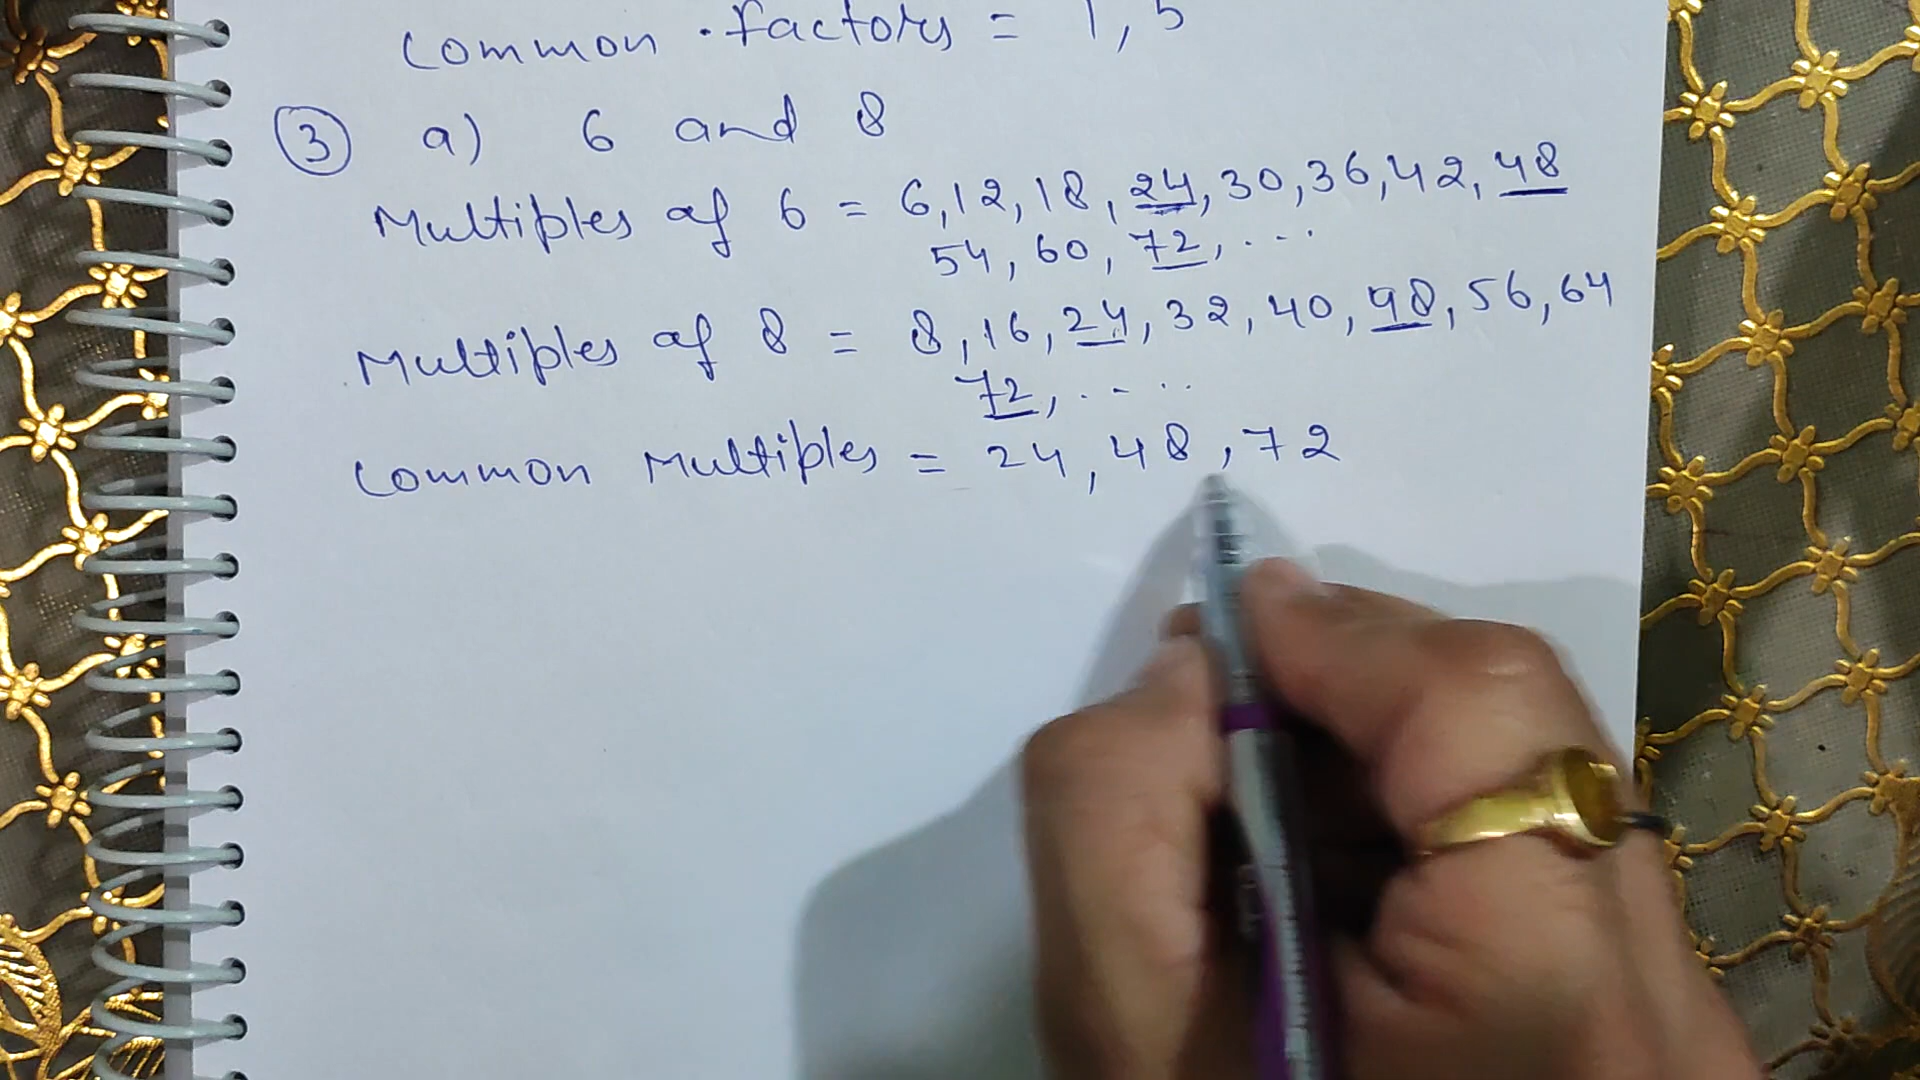 Common factors = 1, 5
3 a) 6 and 8
Multiples of 6 = 6, 12, 18, 24, 30, 36, 42, 48
54, 60, 72, ....
Multiples of 8 = 8, 16, 24, 32, 40, 48, 56, 64
72, ....
Common Multiples = 24, 48, 72